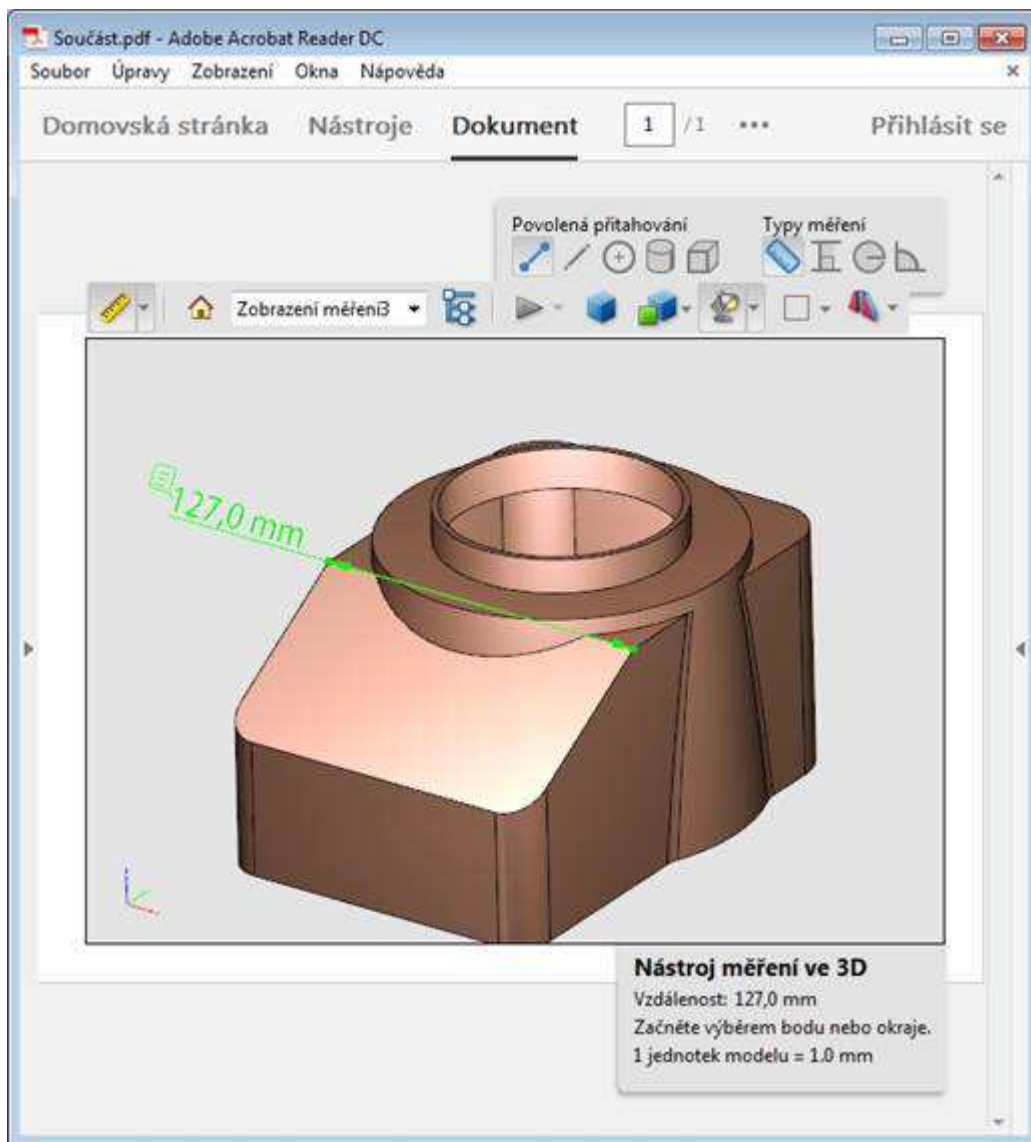 Součást.pdf - Adobe Acrobat Reader DC
Soubor Úpravy Zobrazení Okna Nápověda
Domovská stránka Nástroje Dokument 1 /1 ••• Přihlásit se
Povolená přitahování Typy měření
Zobrazení měření3
127,0 mm
Nástroj měření ve 3D
Vzdálenost: 127,0 mm
Začněte výběrem bodu nebo okraje.
1 jednotek modelu = 1.0 mm